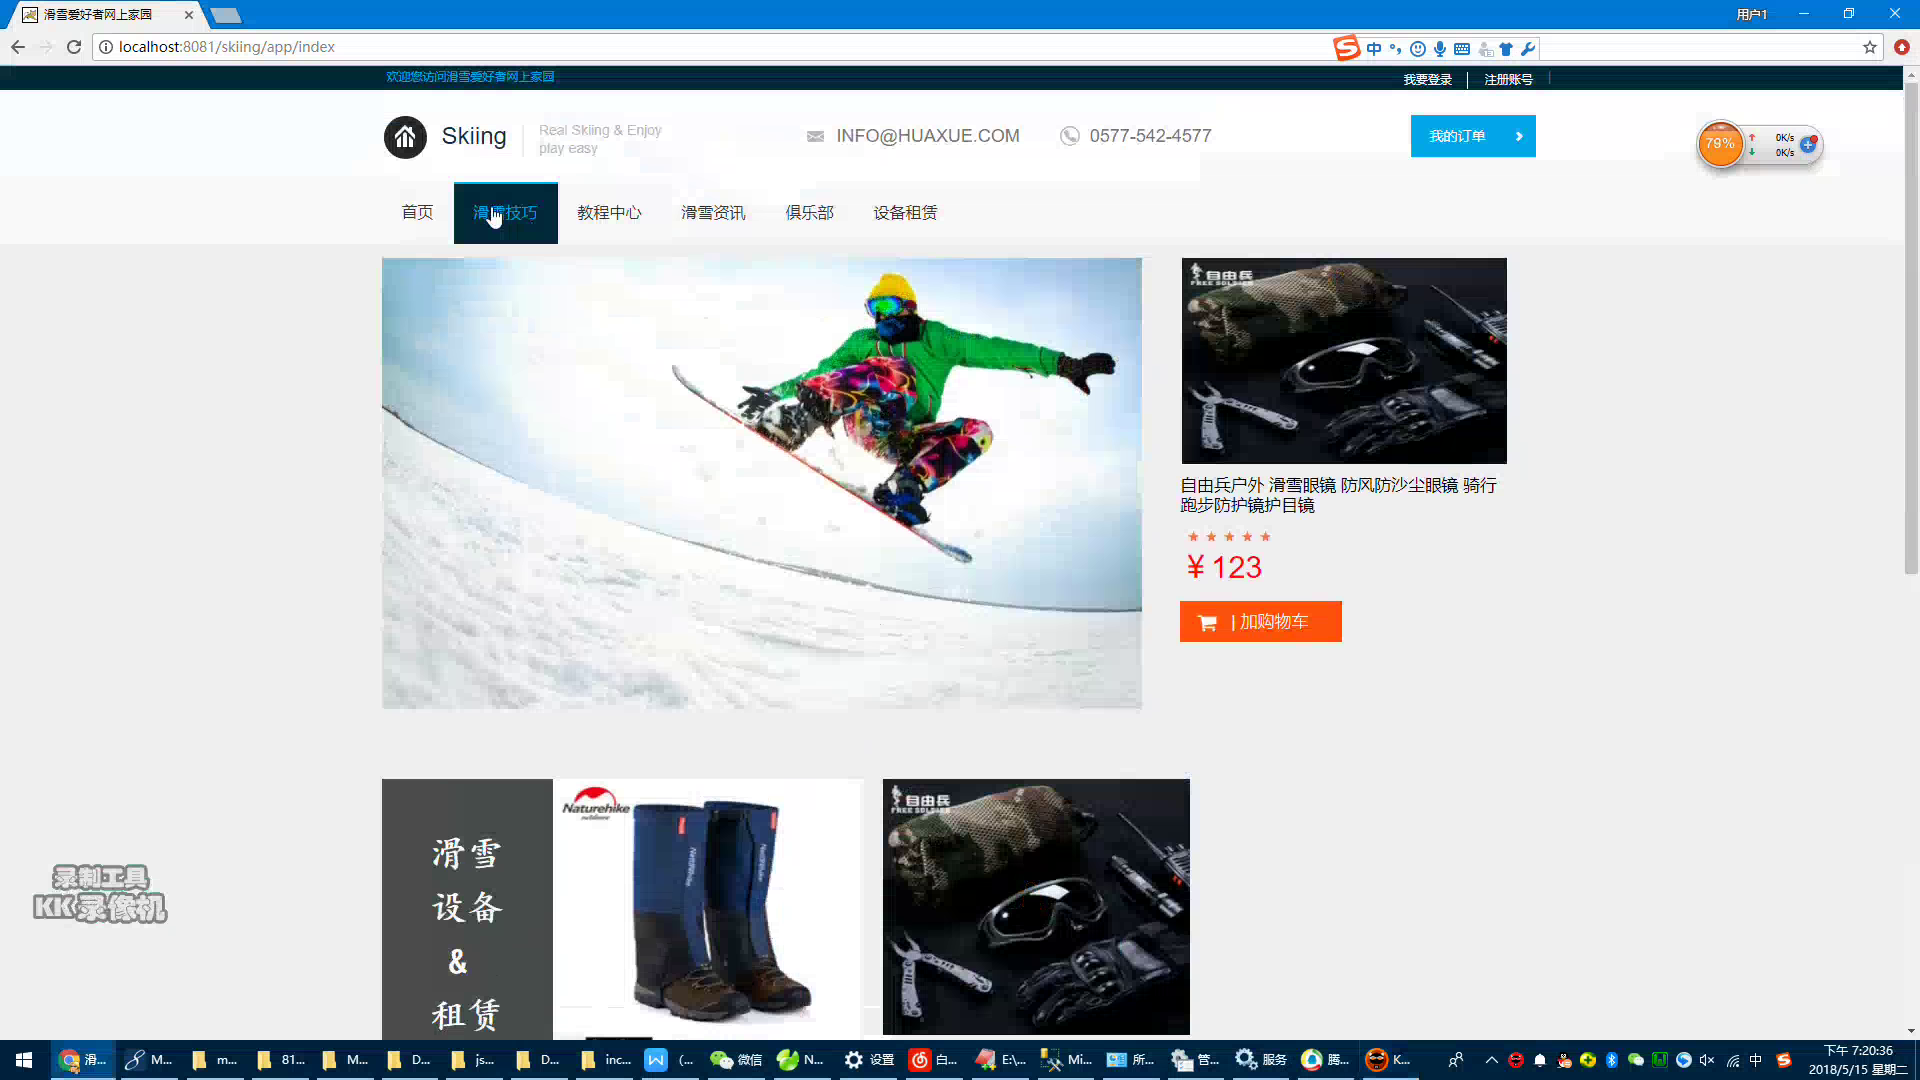 滑雪爱好者网上家园
用户1
localhost:8081/skiing/app/index
中
欢迎您访问滑雪爱好者网上家园
我要登录
注册账号
Skiing
Real Skiing & Enjoy
play easy
INFO@HUAXUE.COM
0577-542-4577
我的订单
79%
0K/s
0K/s
首页
滑雪技巧
教程中心
滑雪资讯
俱乐部
设备租赁
自由兵
FREE SOLDIER
自由兵户外 滑雪眼镜 防风防沙尘眼镜 骑行
跑步防护镜护目镜
¥ 123
| 加购物车
滑雪
设备
&
租赁
Naturehike
outdoor
自由兵
FREE SOLDIER
录制工具
KK录像机
滑...
M...
m...
81...
M...
D...
js...
D...
inc...
(...
微信
N...
设置
白...
E:\...
Mi...
所...
管...
服务
腾...
K...
中
下午 7:20:36
2018/5/15 星期二